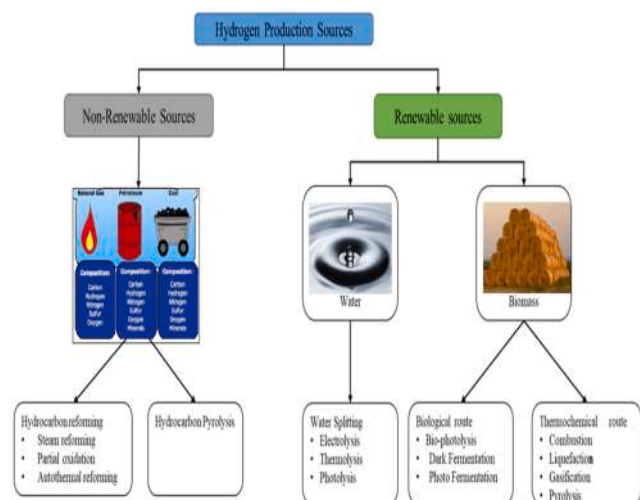 Hydrogen Production Sources
Non-Renewable Sources
Renewable sources
Natural Gas
Petroleum
Coal
Composition:
Carbon
Hydrogen
Nitrogen
Sulfur
Oxygen
Composition:
Carbon
Hydrogen
Nitrogen
Sulfur
Oxygen
Minerals
Composition:
Carbon
Hydrogen
Nitrogen
Sulfur
Oxygen
Minerals
Water
Biomass
Hydrocarbon reforming
• Steam reforming
• Partial oxidation
• Autothermal reforming
Hydrocarbon Pyrolysis
Water Splitting
• Electrolysis
• Thermolysis
• Photolysis
Biological route
• Bio-photolysis
• Dark Fermentation
• Photo Fermentation
Thermochemical route
• Combustion
• Liquefaction
• Gasification
• Pyrolysis